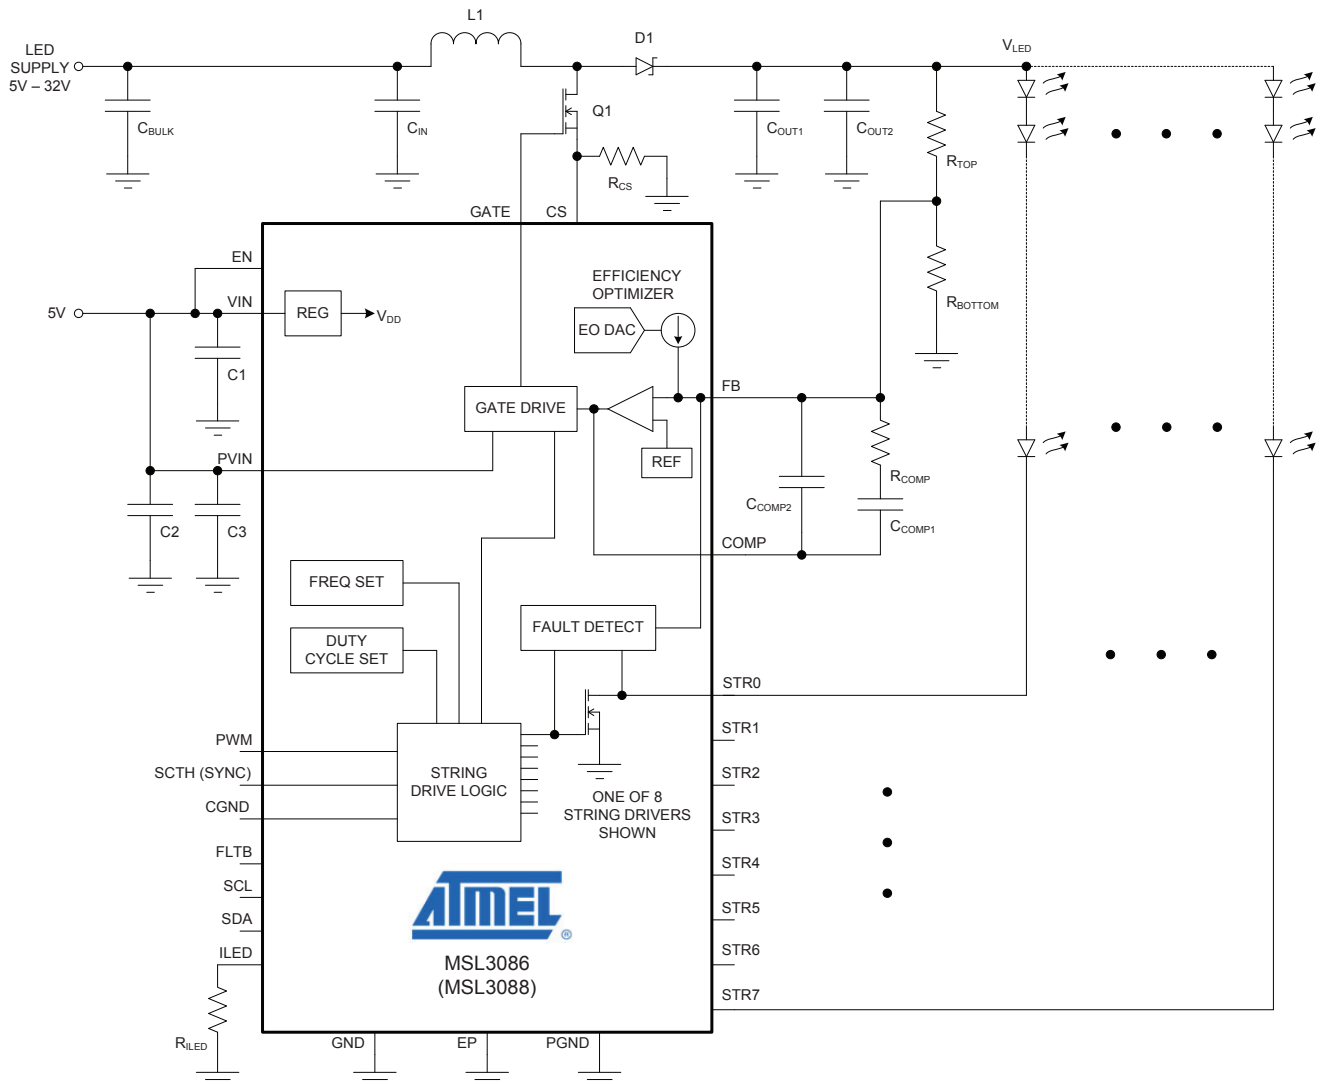 L1
LED
SUPPLY
5V – 32V
D1
VLED
CBULK
CIN
Q1
COUT1
COUT2
RTOP
RCS
GATE
CS
EN
VIN
5V
REG
VDD
EFFICIENCY
OPTIMIZER
EO DAC
RBOTTOM
C1
GATE DRIVE
FB
REF
PVIN
RCOMP
CCOMP2
CCOMP1
C2
C3
COMP
FREQ SET
DUTY
CYCLE SET
FAULT DETECT
STR0
PWM
STR1
SCTH (SYNC)
STRING
DRIVE LOGIC
STR2
CGND
ONE OF 8
STRING DRIVERS
SHOWN
STR3
FLTB
STR4
SCL
SDA
ATMEL
®
STR5
ILED
MSL3086
(MSL3088)
STR6
STR7
RILED
GND
EP
PGND